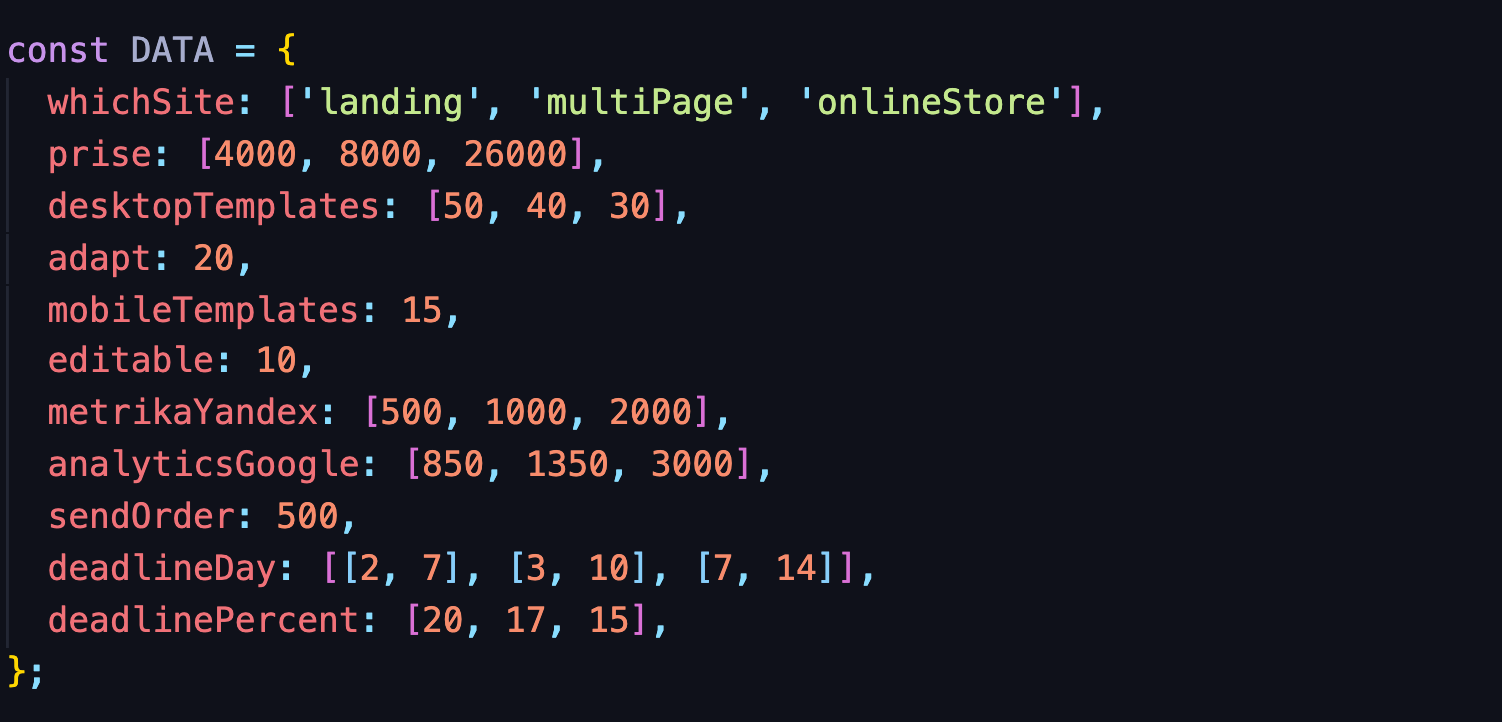 const DATA = {
  whichSite: ['landing', 'multiPage', 'onlineStore'],
  prise: [4000, 8000, 26000],
  desktopTemplates: [50, 40, 30],
  adapt: 20,
  mobileTemplates: 15,
  editable: 10,
  metrikaYandex: [500, 1000, 2000],
  analyticsGoogle: [850, 1350, 3000],
  sendOrder: 500,
  deadlineDay: [[2, 7], [3, 10], [7, 14]],
  deadlinePercent: [20, 17, 15],
};